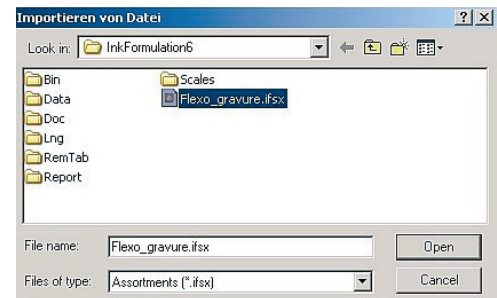 Importieren von Datei
Look in: InkFormulation6
Bin
Data
Doc
Lng
RemTab
Report
Scales
Flexo_gravure.ifsx
File name: Flexo_gravure.ifsx Open
Files of type: Assortments (*.ifsx) Cancel